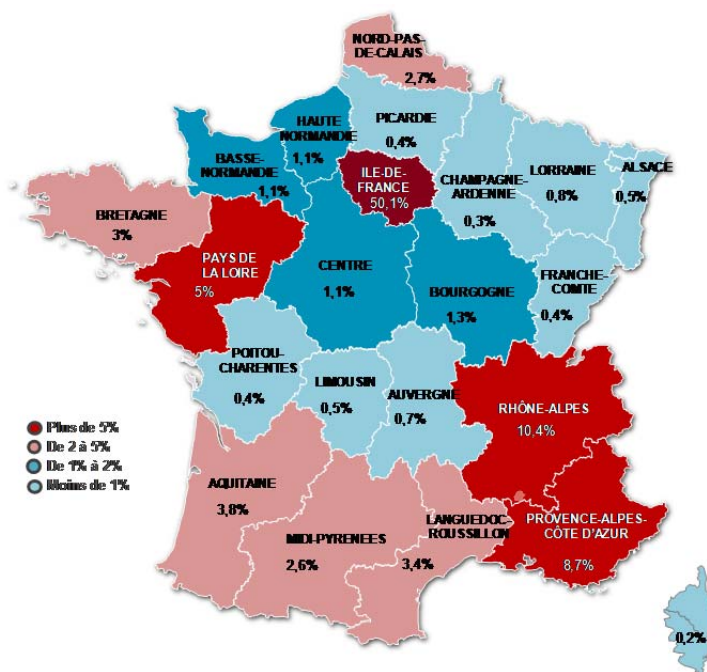 NORD-PAS-
DE-CALAIS
2,7%
HAUTE
NORMANDIE
1,1%
PICARDIE
0,4%
BASSE-
NORMANDIE
1,1%
ILE-DE-
FRANCE
50,1%
CHAMPAGNE-
ARDENNE
0,3%
LORRAINE
0,8%
ALSACE
0,5%
BRETAGNE
3%
PAYS DE
LA LOIRE
5%
CENTRE
1,1%
BOURGOGNE
1,3%
FRANCHE-
COMTE
0,4%
POITOU-
CHARENTES
0,4%
LIMOUSIN
0,5%
AUVERGNE
0,7%
RHÔNE-ALPES
10,4%
Plus de 5%
De 2 à 5%
De 1% à 2%
Moins de 1%
AQUITAINE
3,8%
MIDI-PYRENEES
2,6%
LANGUEDOC-
ROUSSILLON
3,4%
PROVENCE-ALPES-
CÔTE D'AZUR
8,7%
0,2%